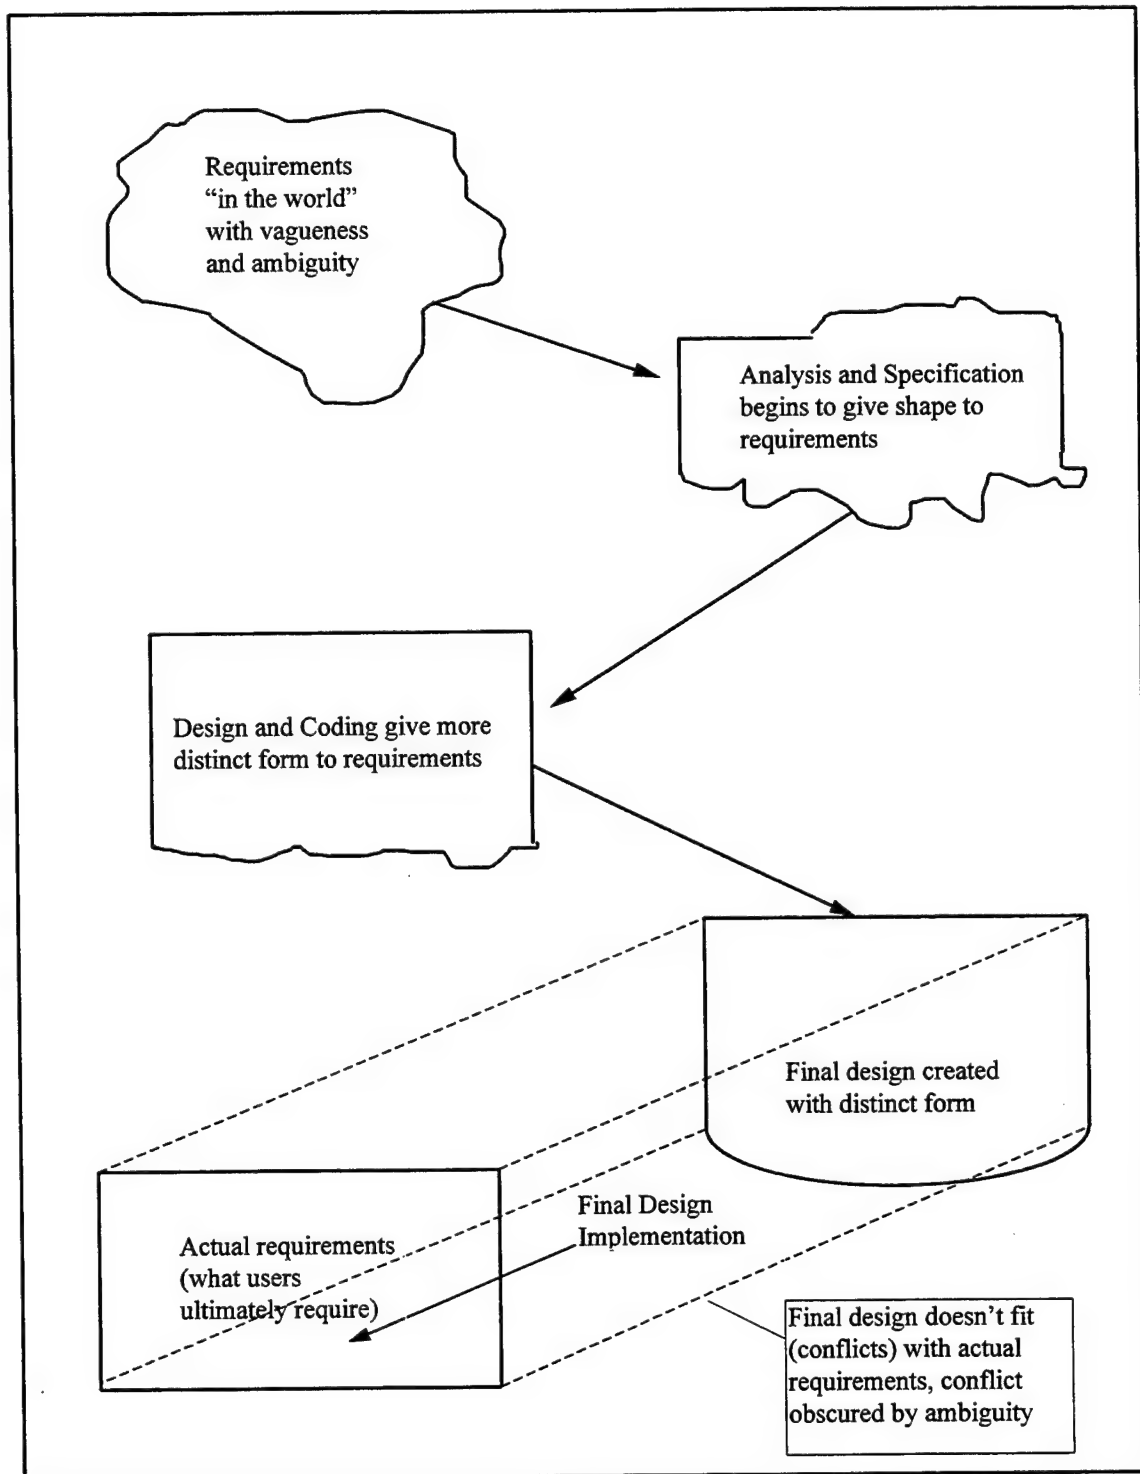 Requirements
“in the world”
with vagueness
and ambiguity
Analysis and Specification
begins to give shape to
requirements
Design and Coding give more
distinct form to requirements
Final design created
with distinct form
Final Design
Implementation
Actual requirements
(what users
ultimately require)
Final design doesn’t fit
(conflicts) with actual
requirements, conflict
obscured by ambiguity